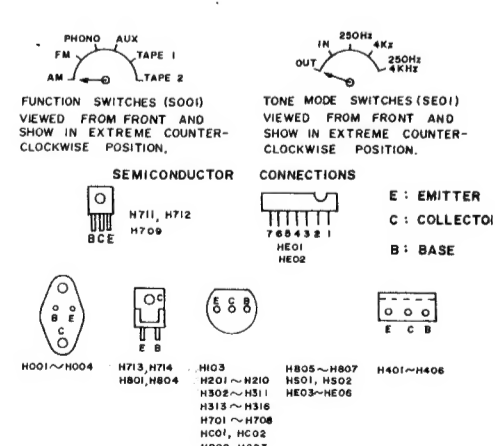 PHONO AUX
FM TAPE 1
AM TAPE 2
FUNCTION SWITCHES (S001)
VIEWED FROM FRONT AND
SHOW IN EXTREME COUNTER-
CLOCKWISE POSITION.
250Hz
IN 4Kz
OUT 250Hz
4KHz
TONE MODE SWITCHES (SE01)
VIEWED FROM FRONT AND
SHOW IN EXTREME COUNTER-
CLOCKWISE POSITION.
SEMICONDUCTOR CONNECTIONS
H711, H712
H709
B C E
7 6 5 4 3 2 1
HE01
HE02
E : EMITTER
C : COLLECTOR
B : BASE
B E
C
H001~H004
C
E B
H713, H714
H801, H804
E C B
H103
H201~H210
H302~H311
H313~H316
H701~H708
HC01, HC02
H805~H807
HS01, HS02
HE03~HE06
E C B
H401~H406